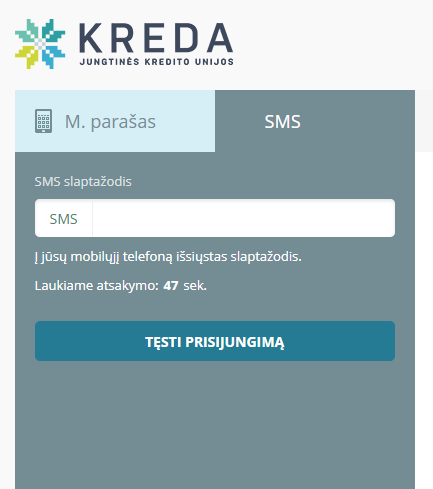 KREDA
JUNGTINĖS KREDITO UNIJOS
M. parašas
SMS
SMS slaptažodis
SMS
Į jūsų mobilųjį telefoną išsiųstas slaptažodis.
Laukiame atsakymo: 47 sek.
TĘSTI PRISIJUNGIMĄ